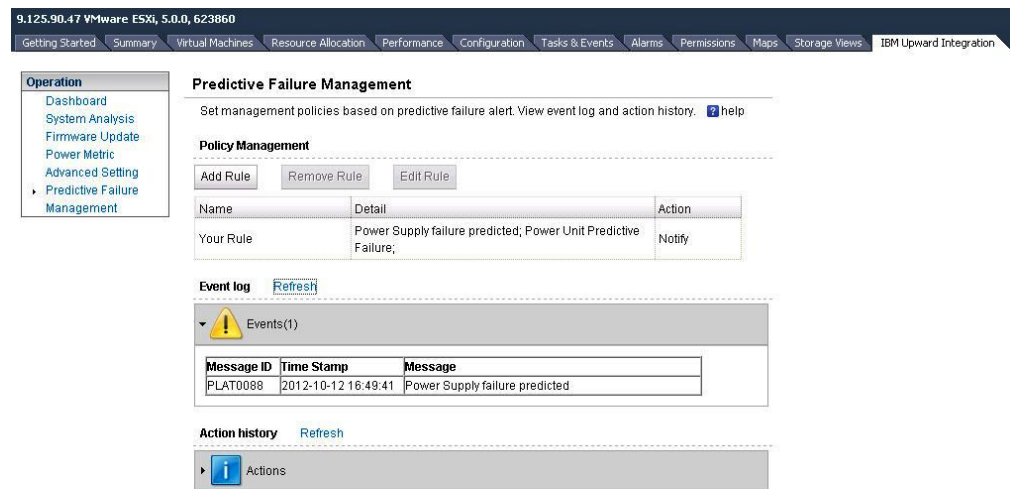 9.125.90.47 VMware ESXi, 5.0.0, 623860
Getting Started Summary Virtual Machines Resource Allocation Performance Configuration Tasks & Events Alarms Permissions Maps Storage Views IBM Upward Integration
Operation
Dashboard
System Analysis
Firmware Update
Power Metric
Advanced Setting
Predictive Failure
Management
Predictive Failure Management
Set management policies based on predictive failure alert. View event log and action history. ? help
Policy Management
Add Rule Remove Rule Edit Rule
Name Detail Action
Your Rule Power Supply failure predicted; Power Unit Predictive
Failure; Notify
Event log Refresh
Events(1)
Message ID Time Stamp Message
PLAT0088 2012-10-12 16:49:41 Power Supply failure predicted
Action history Refresh
i Actions